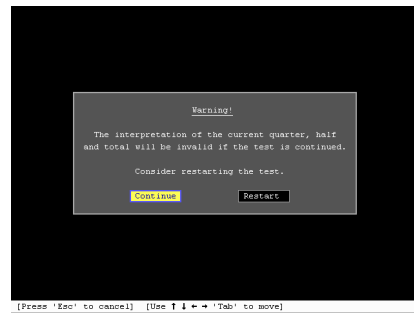 Warning!
The interpretation of the current quarter, half
and total will be invalid if the test is continued.
Consider restarting the test.
Continue Restart
[Press 'Esc' to cancel] [Use ↑ ↓ ← → 'Tab' to move]